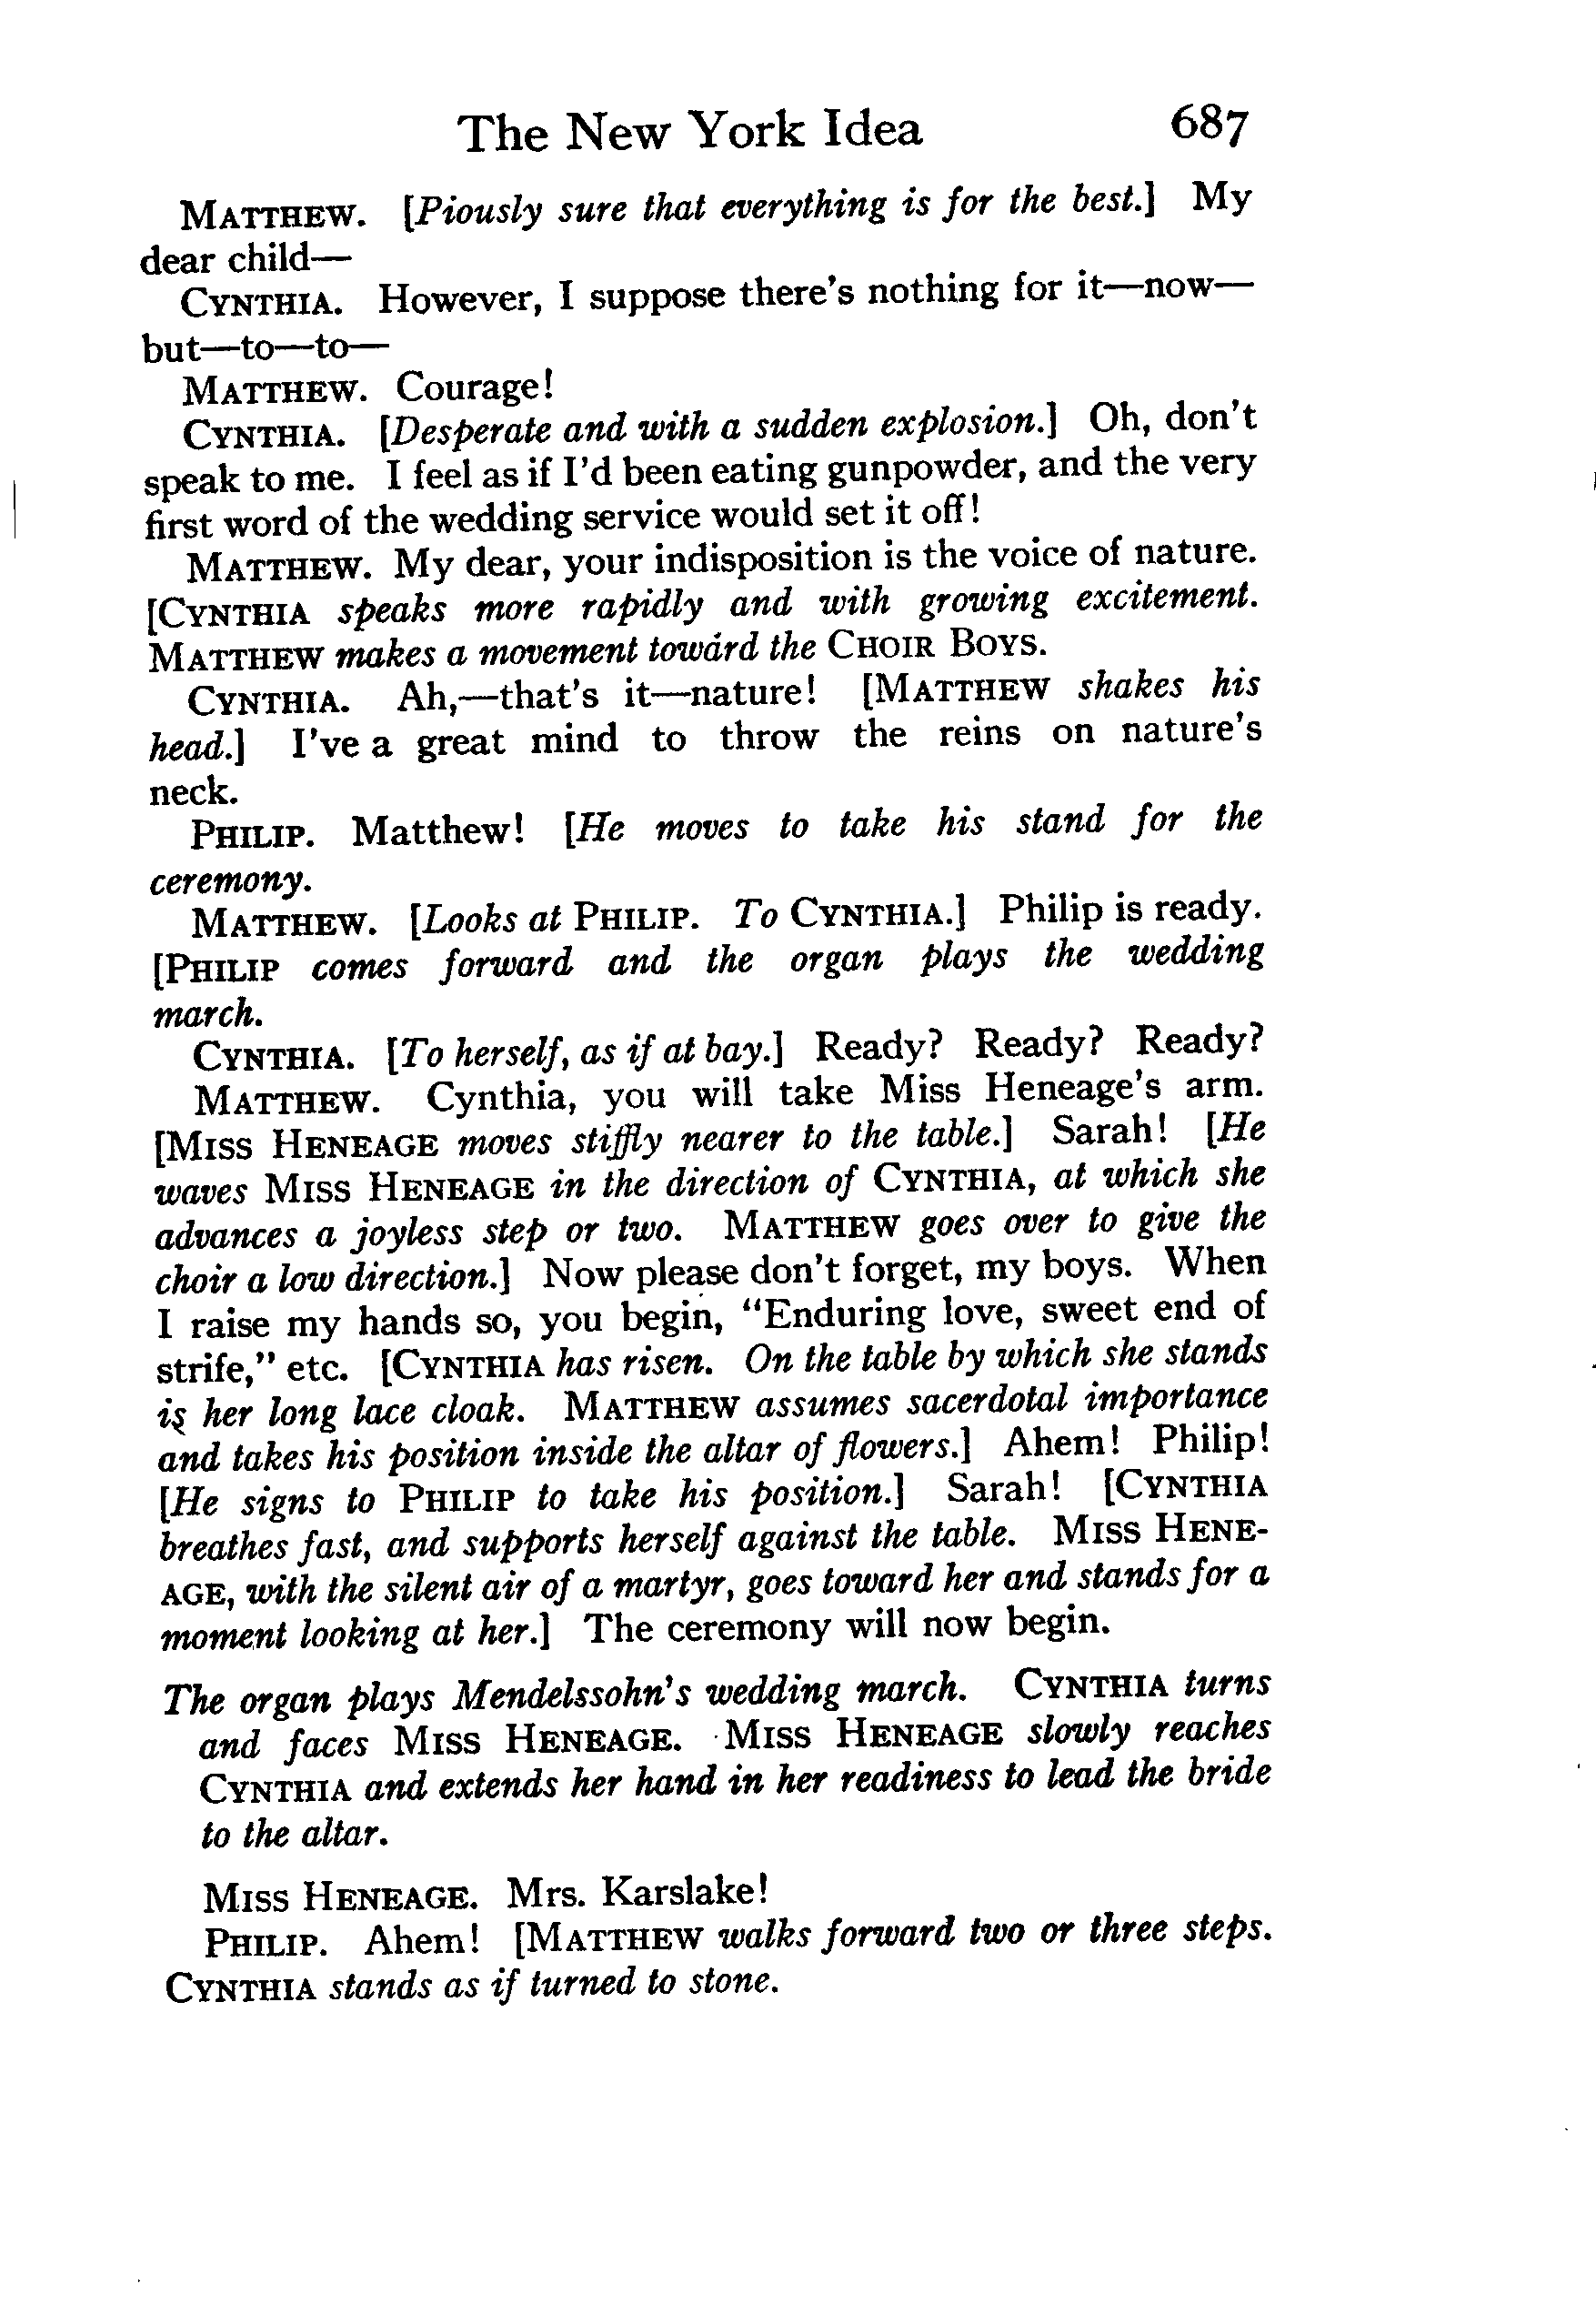 The New York Idea 687
MATTHEW. [Piously sure that everything is for the best.] My
dear child—
CYNTHIA. However, I suppose there's nothing for it—now—
but—to—to—
MATTHEW. Courage!
CYNTHIA. [Desperate and with a sudden explosion.] Oh, don't
speak to me. I feel as if I'd been eating gunpowder, and the very
first word of the wedding service would set it off!
MATTHEW. My dear, your indisposition is the voice of nature.
[CYNTHIA speaks more rapidly and with growing excitement.
MATTHEW makes a movement toward the CHOIR BOYS.
CYNTHIA. Ah,—that's it—nature! [MATTHEW shakes his
head.] I've a great mind to throw the reins on nature's
neck.
PHILIP. Matthew! [He moves to take his stand for the
ceremony.
MATTHEW. [Looks at PHILIP. To CYNTHIA.] Philip is ready.
[PHILIP comes forward and the organ plays the wedding
march.
CYNTHIA. [To herself, as if at bay.] Ready? Ready? Ready?
MATTHEW. Cynthia, you will take Miss Heneage's arm.
[MISS HENEAGE moves stiffly nearer to the table.] Sarah! [He
waves MISS HENEAGE in the direction of CYNTHIA, at which she
advances a joyless step or two. MATTHEW goes over to give the
choir a low direction.] Now please don't forget, my boys. When
I raise my hands so, you begin, "Enduring love, sweet end of
strife," etc. [CYNTHIA has risen. On the table by which she stands
is her long lace cloak. MATTHEW assumes sacerdotal importance
and takes his position inside the altar of flowers.] Ahem! Philip!
[He signs to PHILIP to take his position.] Sarah! [CYNTHIA
breathes fast, and supports herself against the table. MISS HENE-
AGE, with the silent air of a martyr, goes toward her and stands for a
moment looking at her.] The ceremony will now begin.
The organ plays Mendelssohn's wedding march. CYNTHIA turns
and faces MISS HENEAGE. MISS HENEAGE slowly reaches
CYNTHIA and extends her hand in her readiness to lead the bride
to the altar.
MISS HENEAGE. Mrs. Karslake!
PHILIP. Ahem! [MATTHEW walks forward two or three steps.
CYNTHIA stands as if turned to stone.